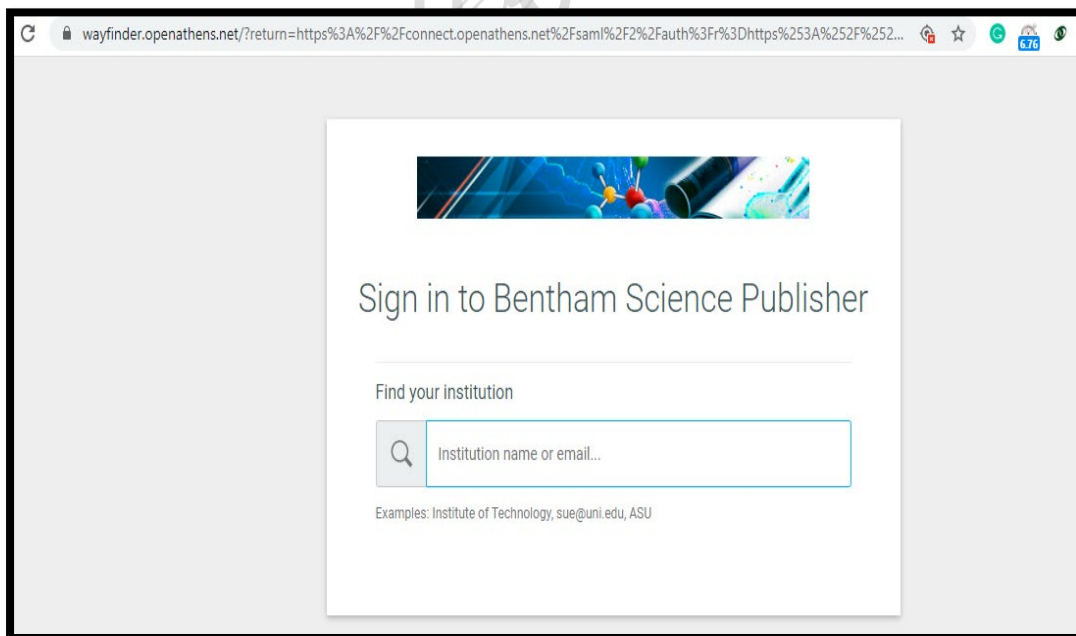 wayfinder.openathens.net/?return=https%3A%2F%2Fconnect.openathens.net%2Fsaml%2F2%2Fauth%3Fr%3Dhttps%253A%252F%252...
6.76
Sign in to Bentham Science Publisher
Find your institution
Institution name or email...
Examples: Institute of Technology, sue@uni.edu, ASU